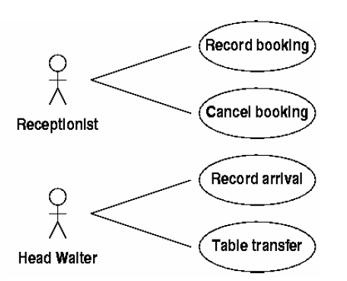 Record booking
Cancel booking
Receptionist
Record arrival
Table transfer
Head Waiter